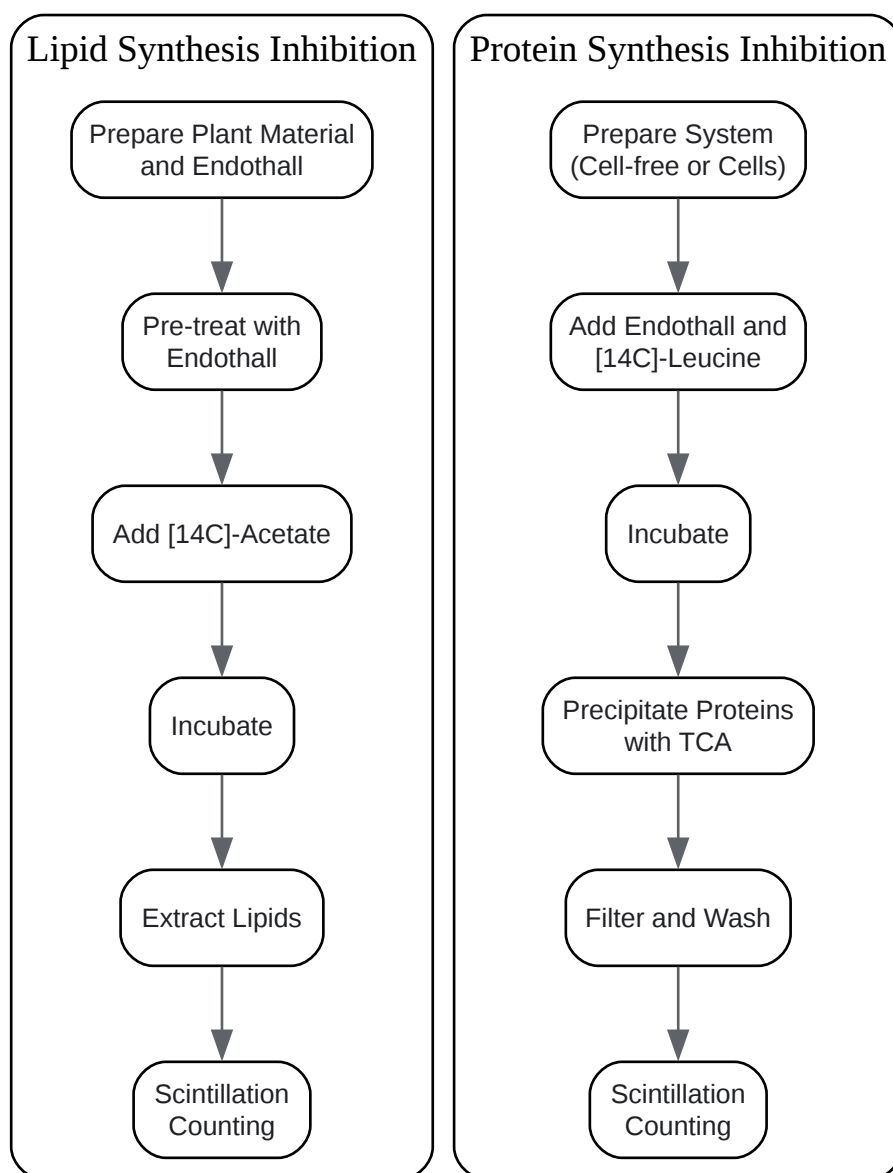 Lipid Synthesis Inhibition
Prepare Plant Material
and Endothall
Pre-treat with
Endothall
Add [14C]-Acetate
Incubate
Extract Lipids
Scintillation
Counting
Protein Synthesis Inhibition
Prepare System
(Cell-free or Cells)
Add Endothall and
[14C]-Leucine
Incubate
Precipitate Proteins
with TCA
Filter and Wash
Scintillation
Counting